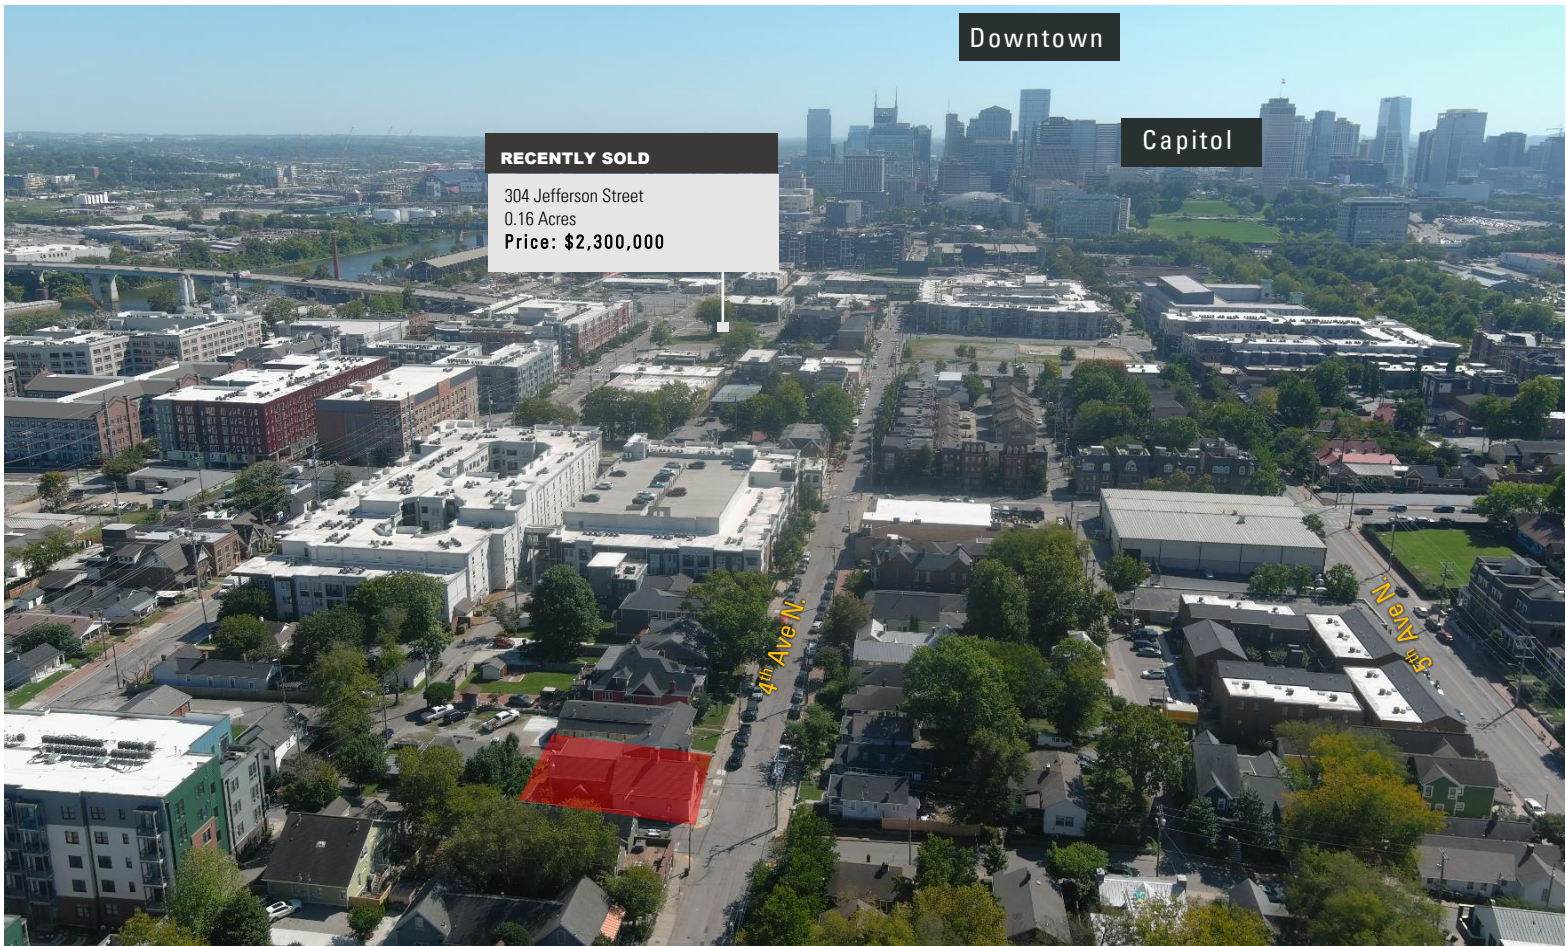 Downtown
Capitol
RECENTLY SOLD
304 Jefferson Street
0.16 Acres
Price: $2,300,000
4th Ave N.
5th Ave N.